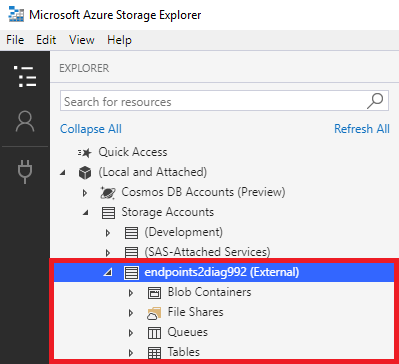 Microsoft Azure Storage Explorer
File Edit View Help
EXPLORER
Search for resources
Collapse All Refresh All
Quick Access
(Local and Attached)
Cosmos DB Accounts (Preview)
Storage Accounts
(Development)
(SAS-Attached Services)
endpoints2diag992 (External)
Blob Containers
File Shares
Queues
Tables